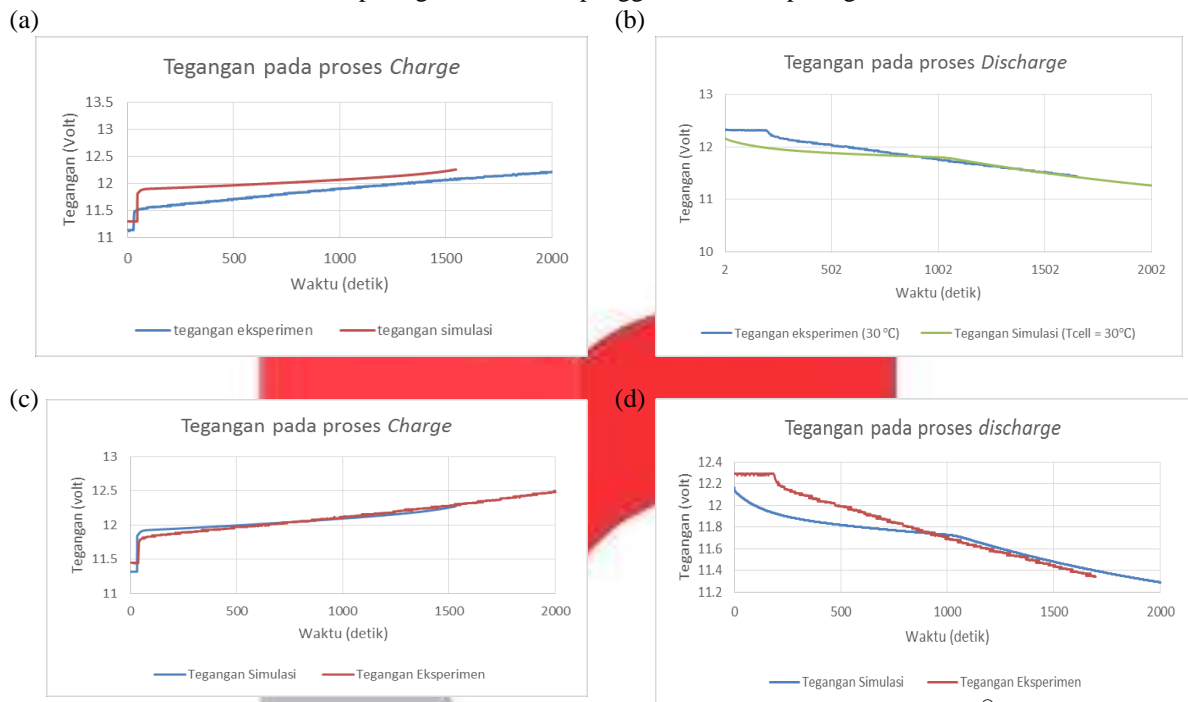 (a)
(b)
Tegangan pada proses Charge
Tegangan (Volt)
13.5
13
12.5
12
11.5
11
0 500 1000 1500 2000
Waktu (detik)
tegangan eksperimen tegangan simulasi
Tegangan pada proses Discharge
Tegangan (Volt)
13
12
11
10
2 502 1002 1502 2002
Waktu (detik)
Tegangan eksperimen (30 °C) Tegangan Simulasi (Tcell = 30°C)
(c)
(d)
Tegangan pada proses Charge
Tegangan (volt)
13
12.5
12
11.5
11
0 500 1000 1500 2000
Waktu (detik)
Tegangan Simulasi Tegangan Eksperimen
Tegangan pada proses discharge
Tegangan (volt)
12.4
12.2
12
11.8
11.6
11.4
11.2
0 500 1000 1500 2000
Waktu (detik)
Tegangan Simulasi Tegangan Eksperimen